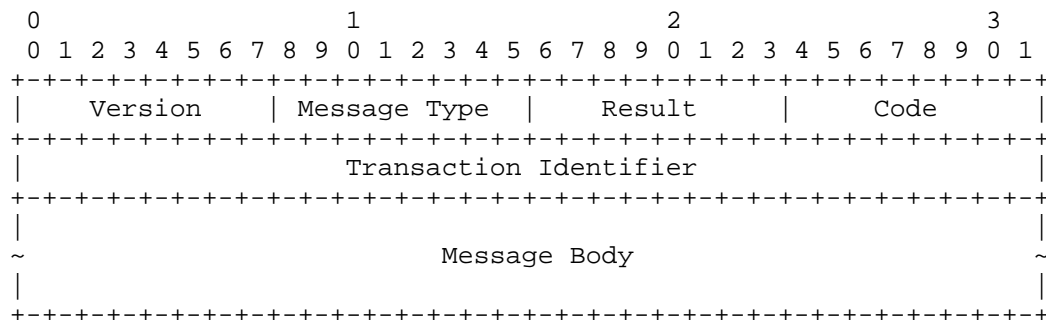 0 1 2 3
0 1 2 3 4 5 6 7 8 9 0 1 2 3 4 5 6 7 8 9 0 1 2 3 4 5 6 7 8 9 0 1
+-+-+-+-+-+-+-+-+-+-+-+-+-+-+-+-+-+-+-+-+-+-+-+-+-+-+-+-+-+-+-+-+
| Version | Message Type | Result | Code |
+-+-+-+-+-+-+-+-+-+-+-+-+-+-+-+-+-+-+-+-+-+-+-+-+-+-+-+-+-+-+-+-+
| Transaction Identifier |
+-+-+-+-+-+-+-+-+-+-+-+-+-+-+-+-+-+-+-+-+-+-+-+-+-+-+-+-+-+-+-+-+
| |
~ Message Body ~
| |
+-+-+-+-+-+-+-+-+-+-+-+-+-+-+-+-+-+-+-+-+-+-+-+-+-+-+-+-+-+-+-+-+